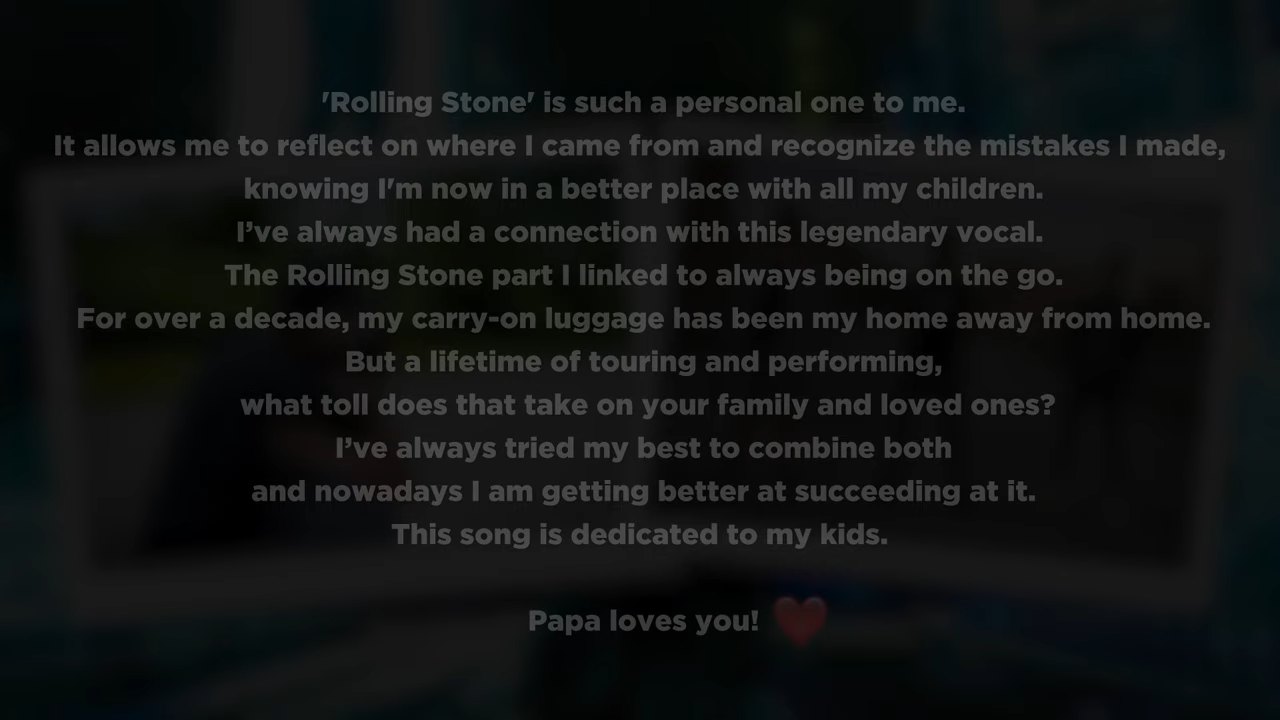 'Rolling Stone' is such a personal one to me.
It allows me to reflect on where I came from and recognize the mistakes I made,
knowing I'm now in a better place with all my children.
I’ve always had a connection with this legendary vocal.
The Rolling Stone part I linked to always being on the go.
For over a decade, my carry-on luggage has been my home away from home.
But a lifetime of touring and performing,
what toll does that take on your family and loved ones?
I’ve always tried my best to combine both
and nowadays I am getting better at succeeding at it.
This song is dedicated to my kids.
Papa loves you! ❤️